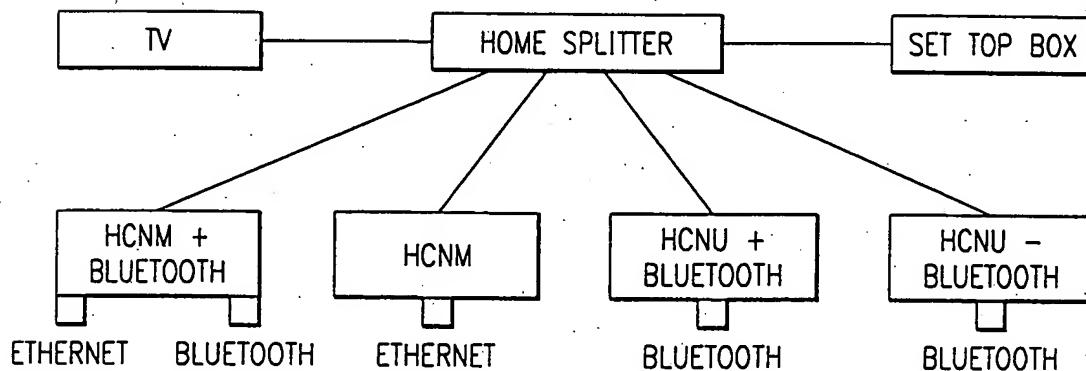 TV
HOME SPLITTER
SET TOP BOX
HCNM +
BLUETOOTH
HCNM
HCNU +
BLUETOOTH
HCNU -
BLUETOOTH
ETHERNET
BLUETOOTH
ETHERNET
BLUETOOTH
BLUETOOTH